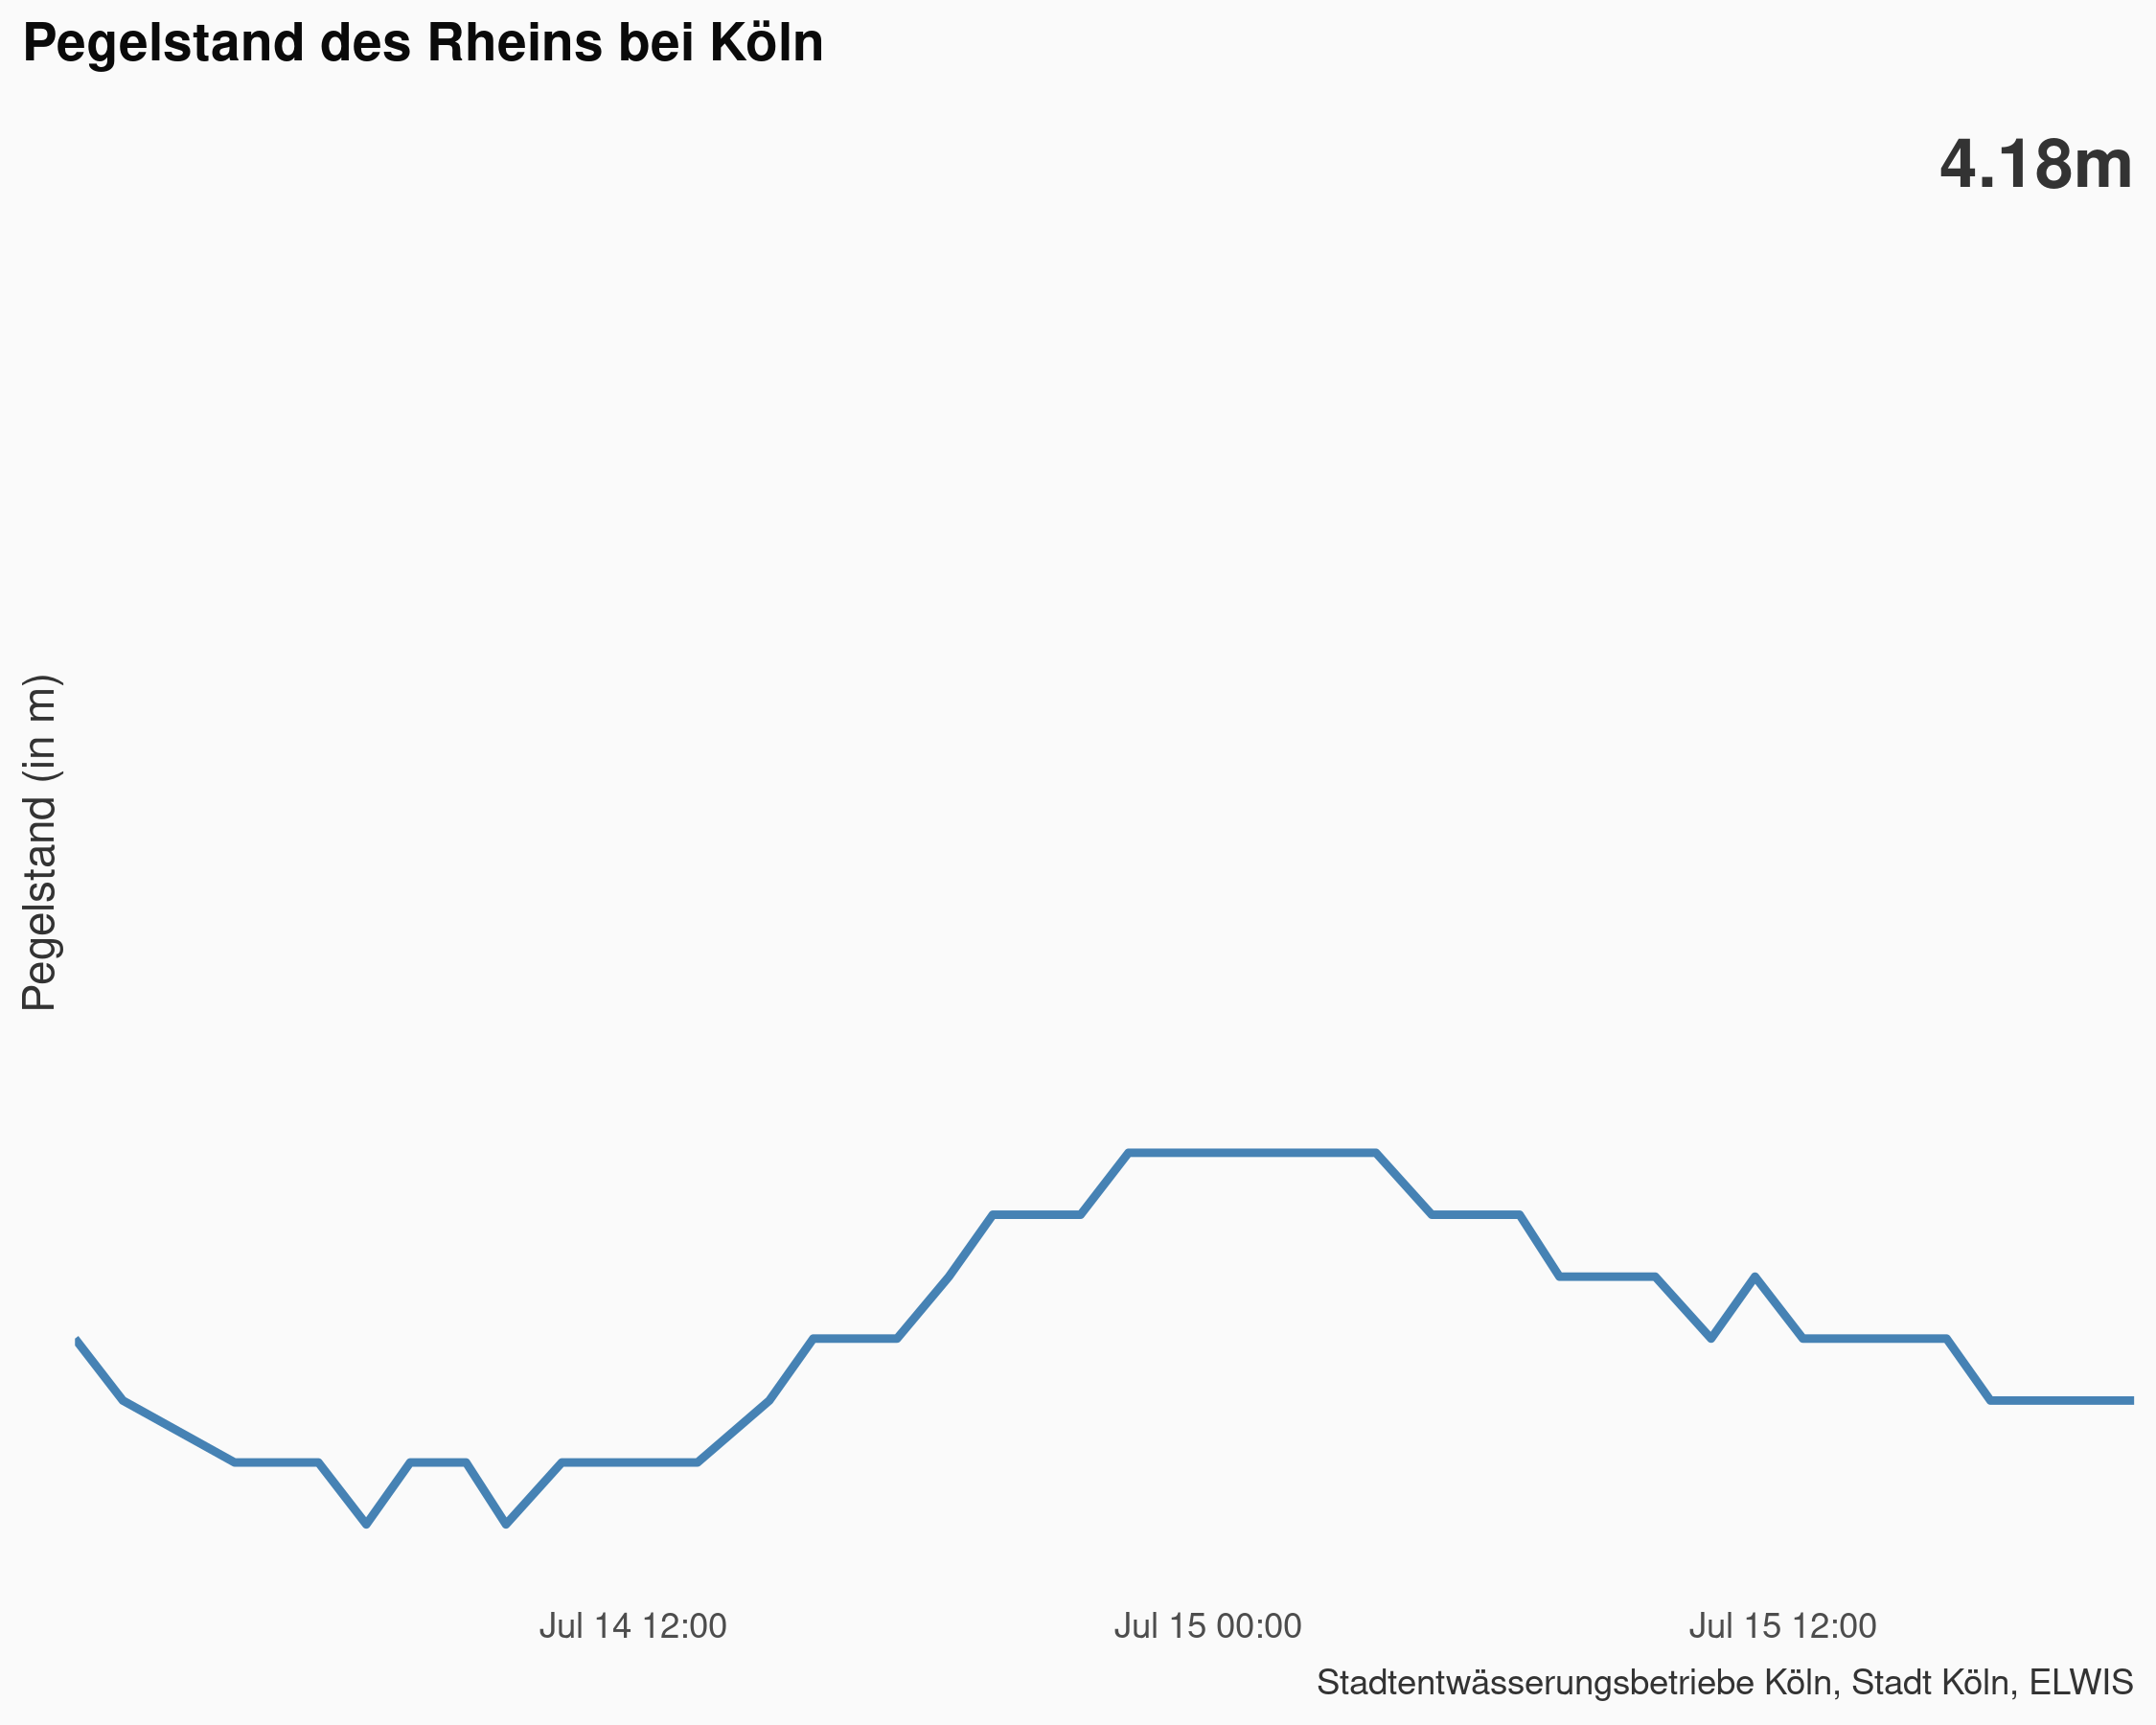 Pegelstand des Rheins bei Köln
4.18m
Pegelstand (in m)
Jul 14 12:00
Jul 15 00:00
Jul 15 12:00
Stadtentwässerungsbetriebe Köln, Stadt Köln, ELWIS